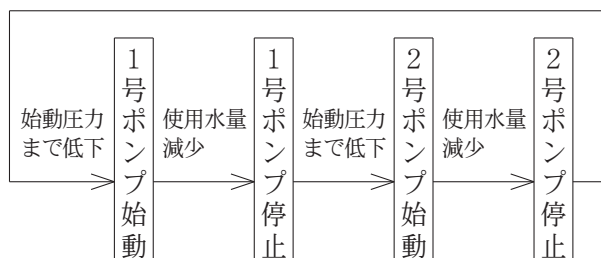 始動圧力
まで低下
1号ポンプ始動
使用水量
減少
1号ポンプ停止
始動圧力
まで低下
2号ポンプ始動
使用水量
減少
2号ポンプ停止